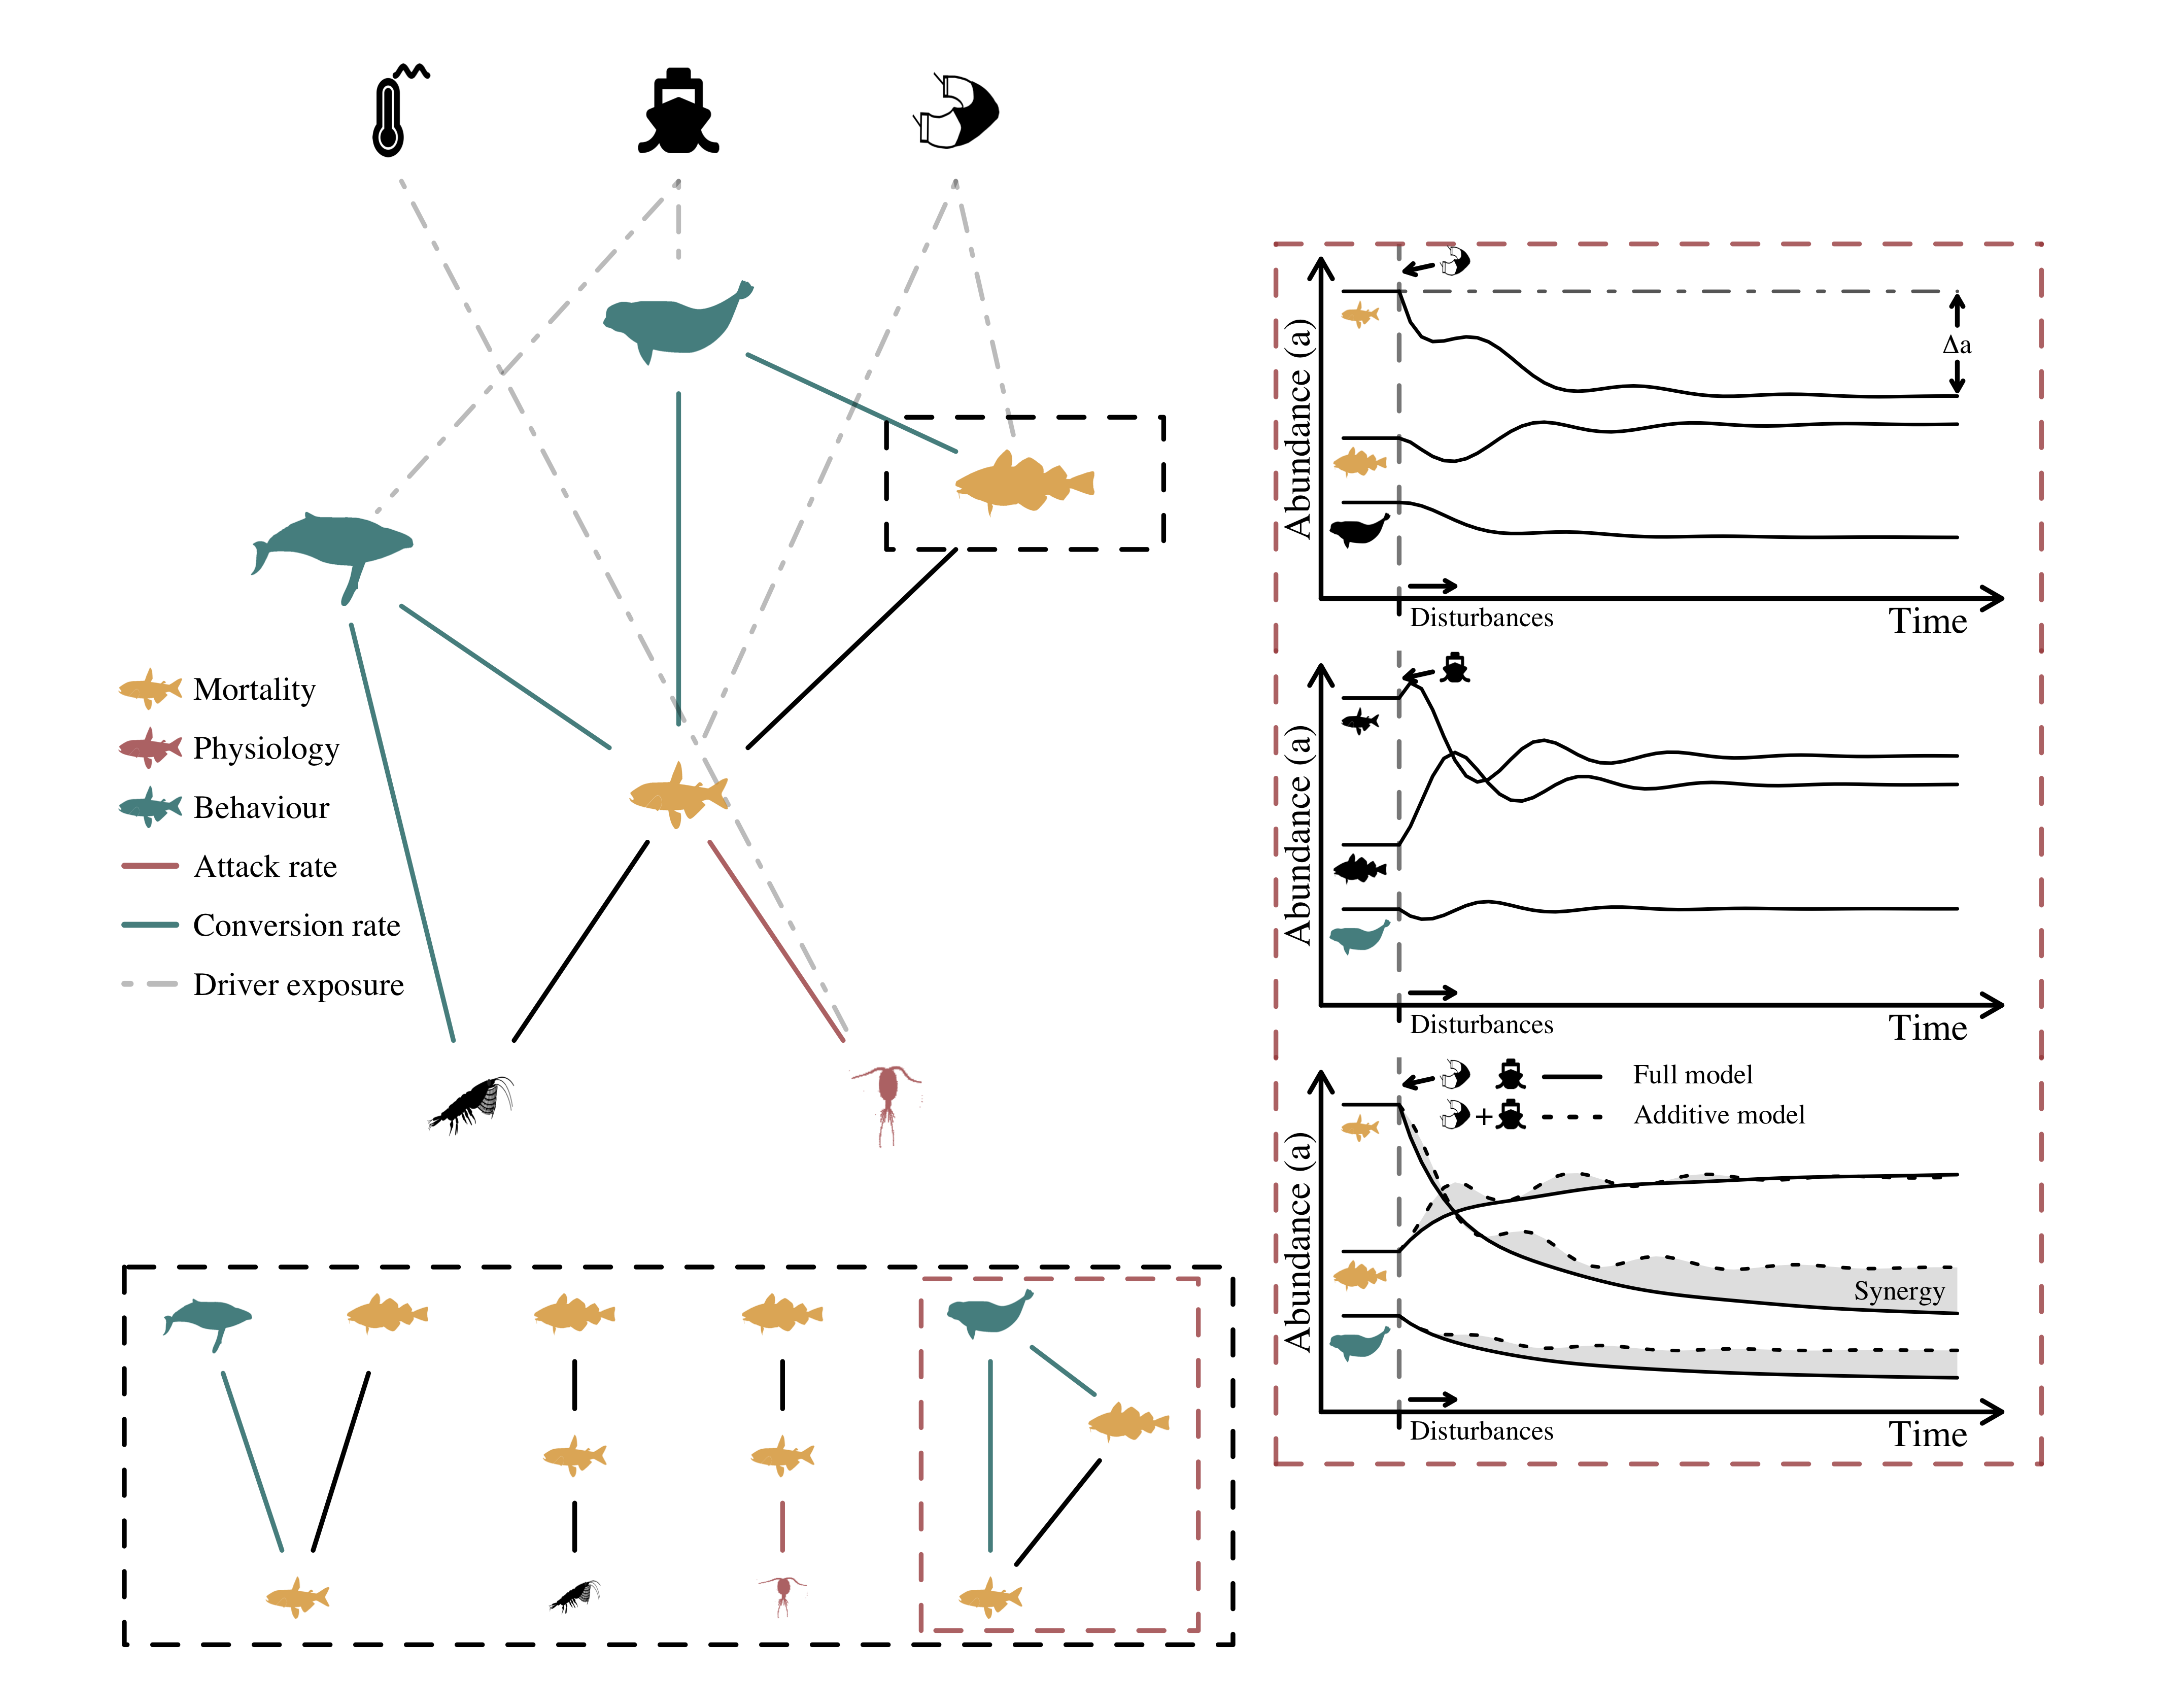 Mortality
Physiology
Behaviour
Attack rate
Conversion rate
Driver exposure
Abundance (a)
Δa
Disturbances
Time
Abundance (a)
Disturbances
Time
Abundance (a)
Full model
+
Additive model
Synergy
Disturbances
Time